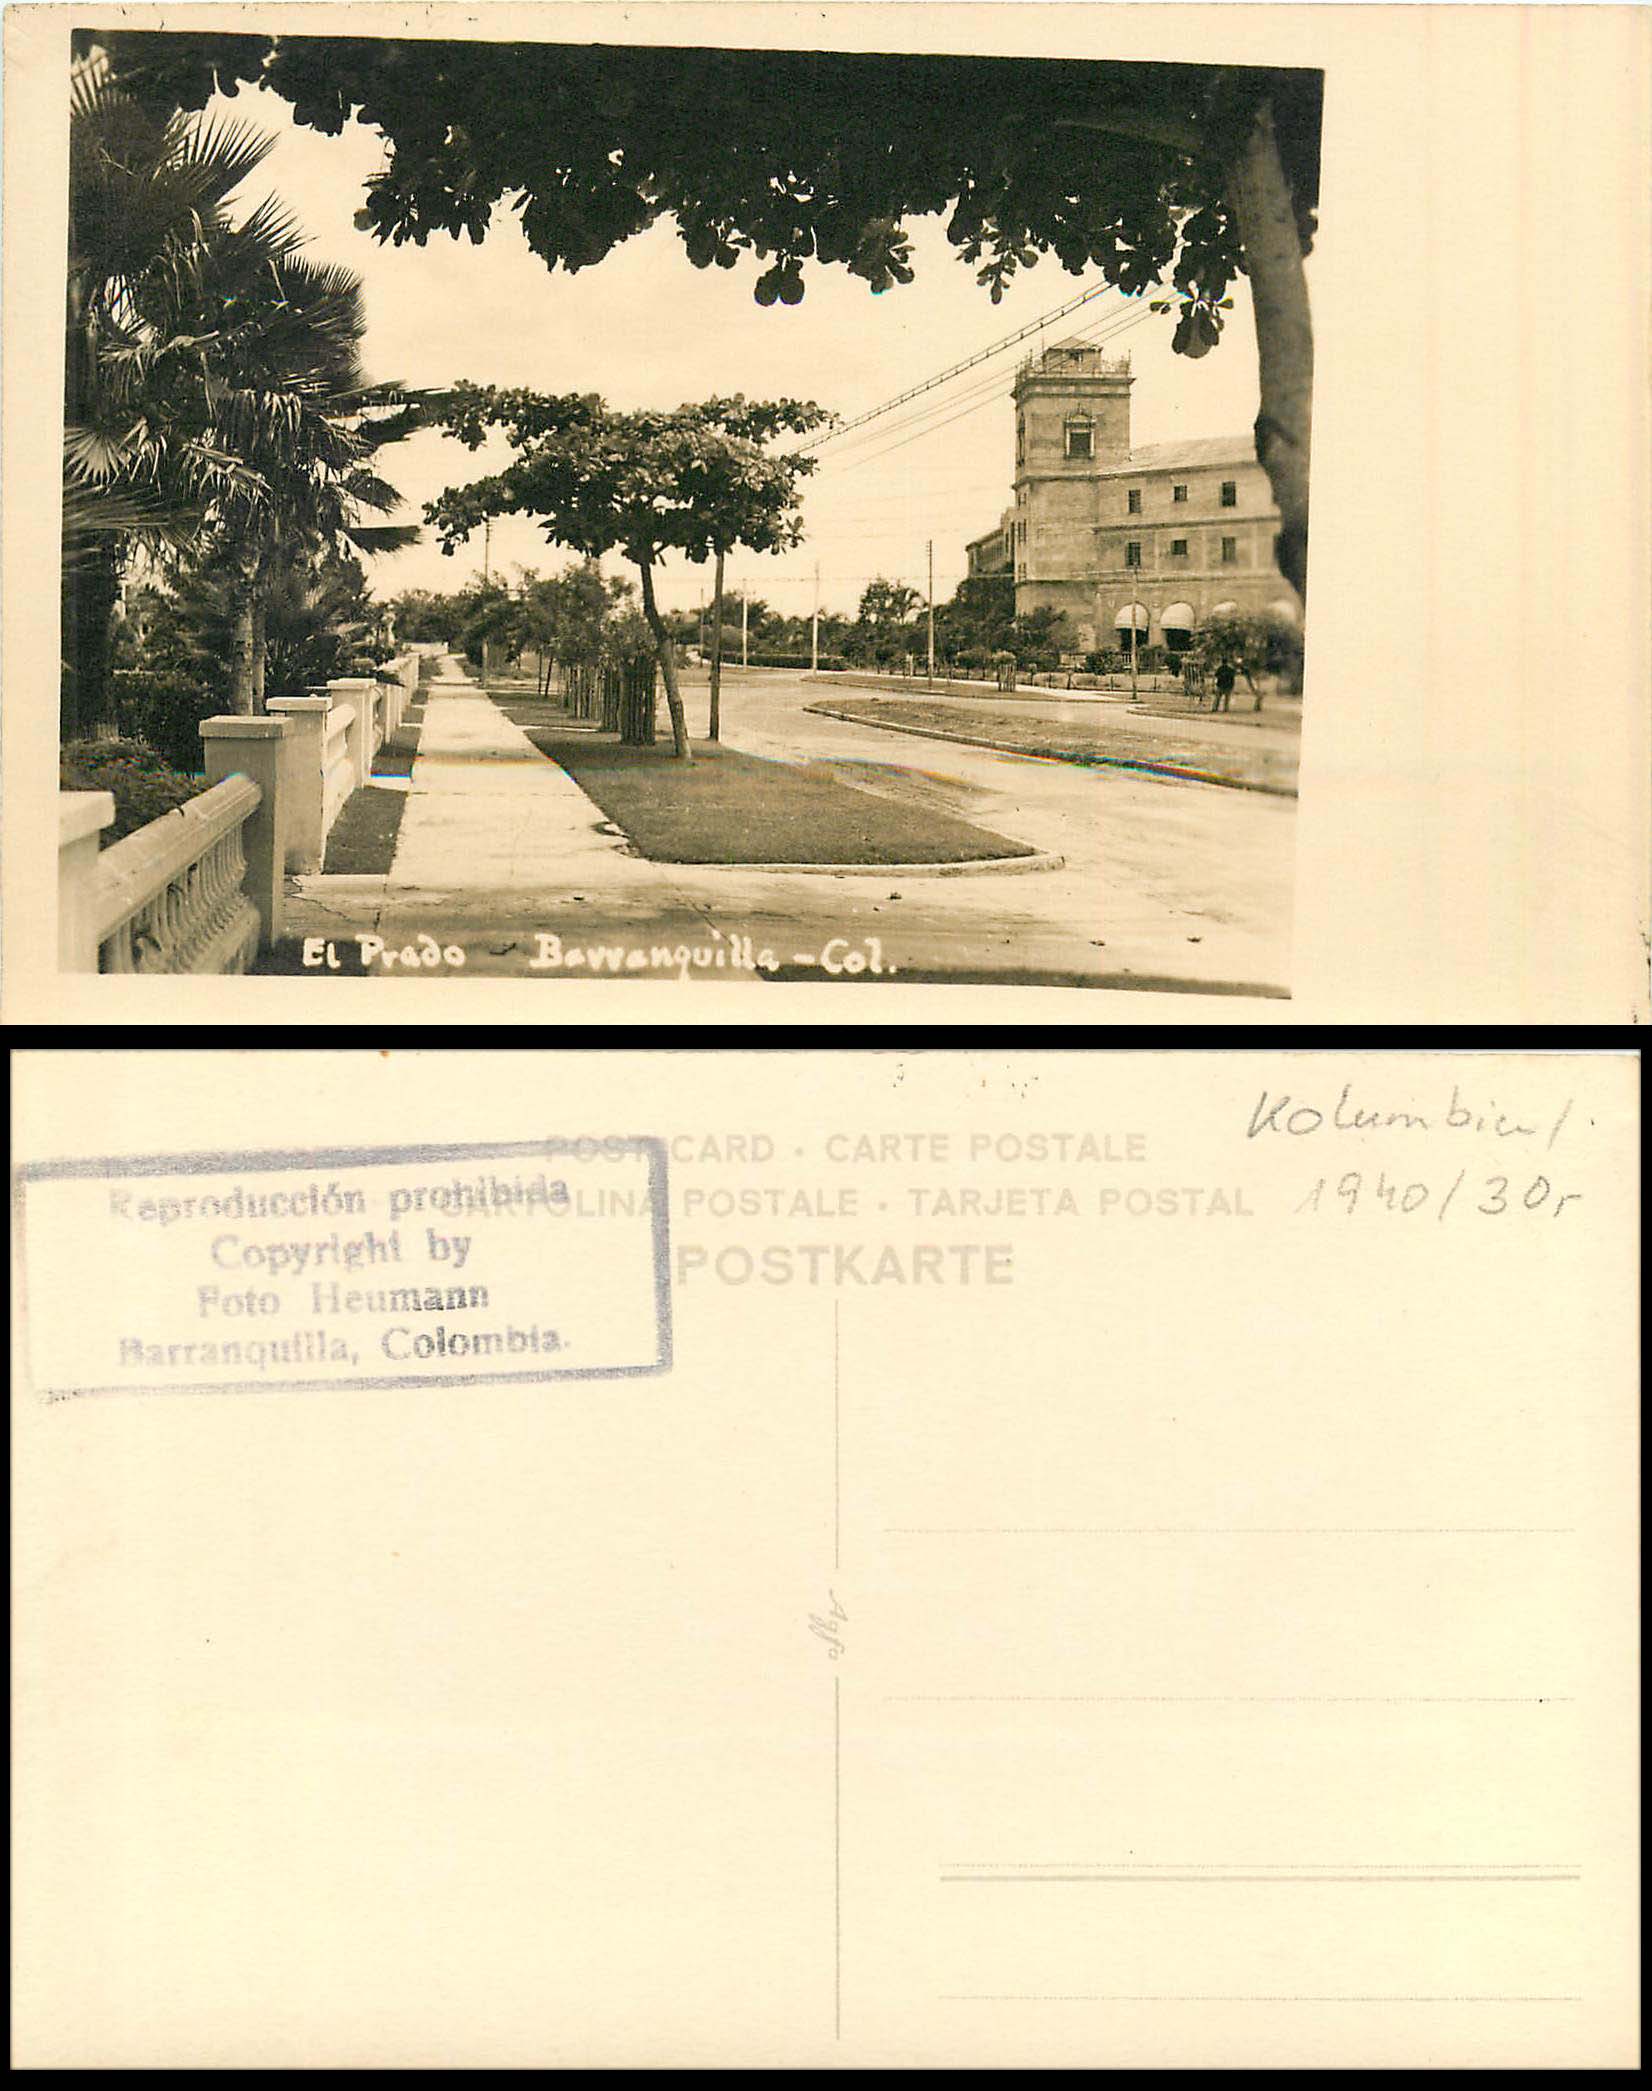 El Prado Barranquilla - Col.
POST CARD · CARTE POSTALE
CARTOLINA POSTALE · TARJETA POSTAL
POSTKARTE
Reproducción prohibida
Copyright by
Foto Heumann
Barranquilla, Colombia.
Kolumbien/.
1940/30r
Agfa